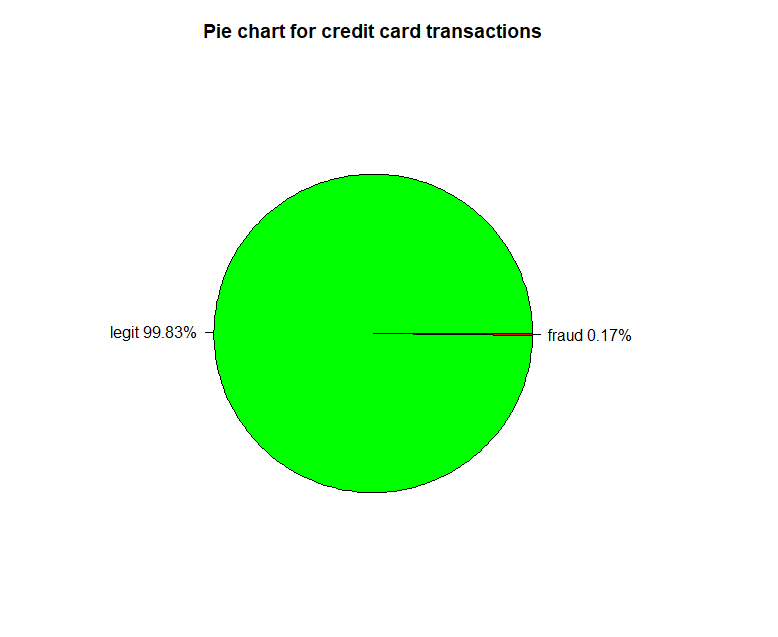 Pie chart for credit card transactions
legit 99.83%
fraud 0.17%